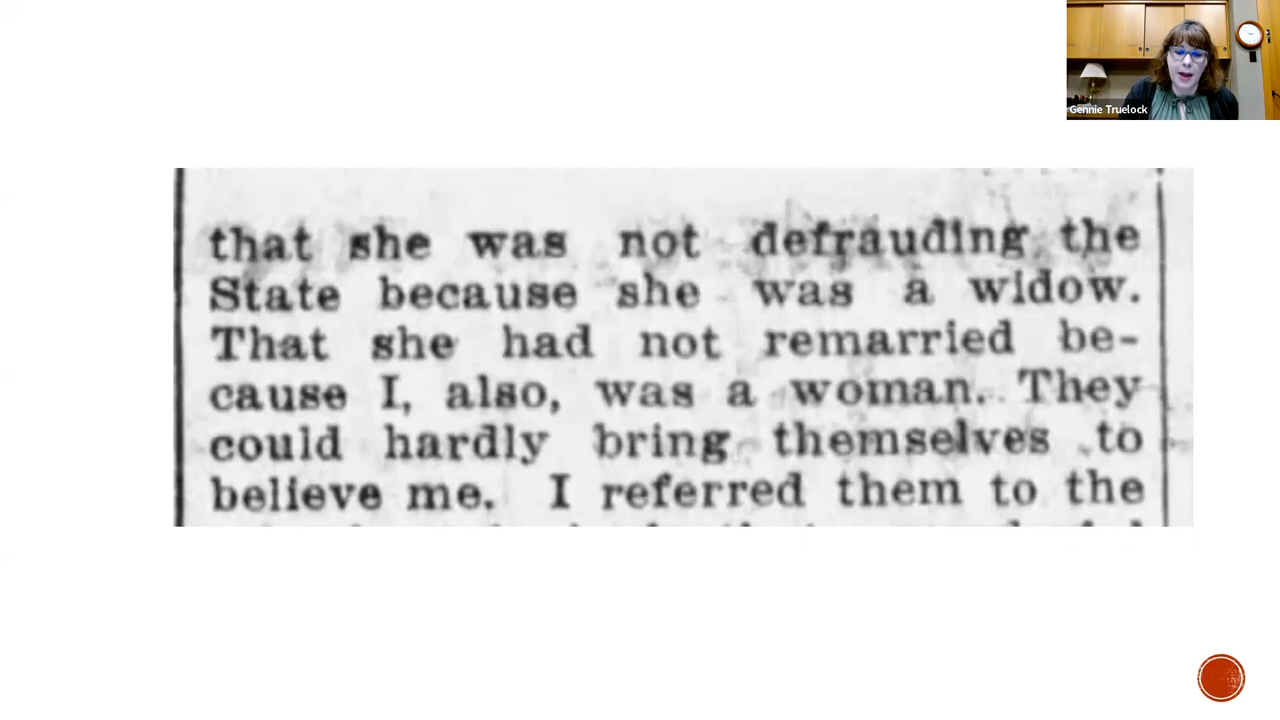 Gennie Truelock
that she was not defrauding the
State because she was a widow.
That she had not remarried be-
cause I, also, was a woman. They
could hardly bring themselves to
believe me. I referred them to the